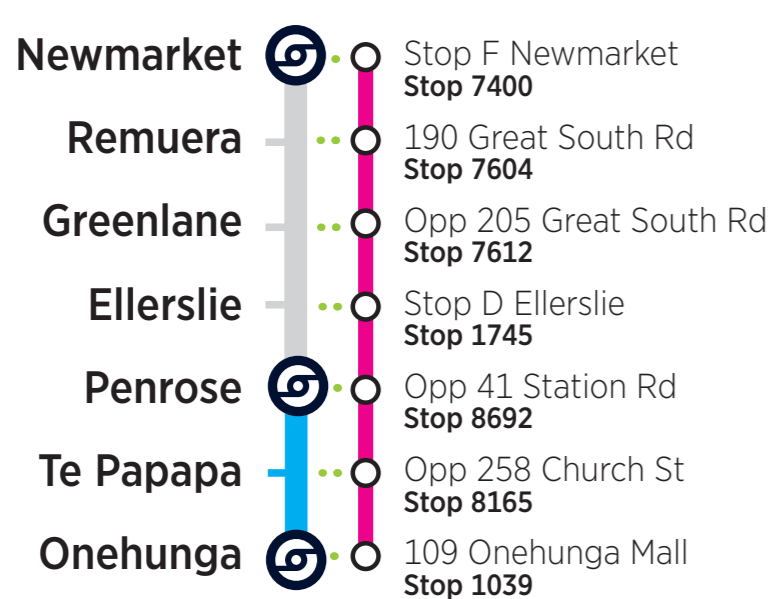 Newmarket
Stop F Newmarket
Stop 7400
Remuera
190 Great South Rd
Stop 7604
Greenlane
Opp 205 Great South Rd
Stop 7612
Ellerslie
Stop D Ellerslie
Stop 1745
Penrose
Opp 41 Station Rd
Stop 8692
Te Papapa
Opp 258 Church St
Stop 8165
Onehunga
109 Onehunga Mall
Stop 1039